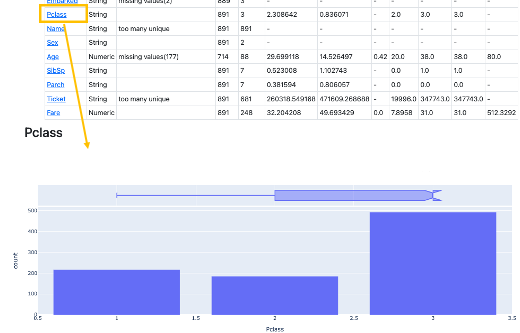 Embarked String missing values(2) 889 3 - - - - - - -
Pclass String 891 3 2.308642 0.836071 - 2.0 3.0 3.0 -
Name String too many unique 891 891 - - - - - - -
Sex String 891 2 - - - - - - -
Age Numeric missing values(177) 714 88 29.699118 14.526497 0.42 20.0 38.0 38.0 80.0
SibSp String 891 7 0.523008 1.102743 - 0.0 1.0 1.0 -
Parch String 891 7 0.381594 0.806057 - 0.0 0.0 0.0 -
Ticket String too many unique 891 681 260318.549168 471609.268688 - 19996.0 347743.0 347743.0 -
Fare Numeric 891 248 32.204208 49.693429 0.0 7.8958 31.0 31.0 512.3292
Pclass
500
400
300
200
100
0
count
0.5 1 1.5 2 2.5 3 3.5
Pclass